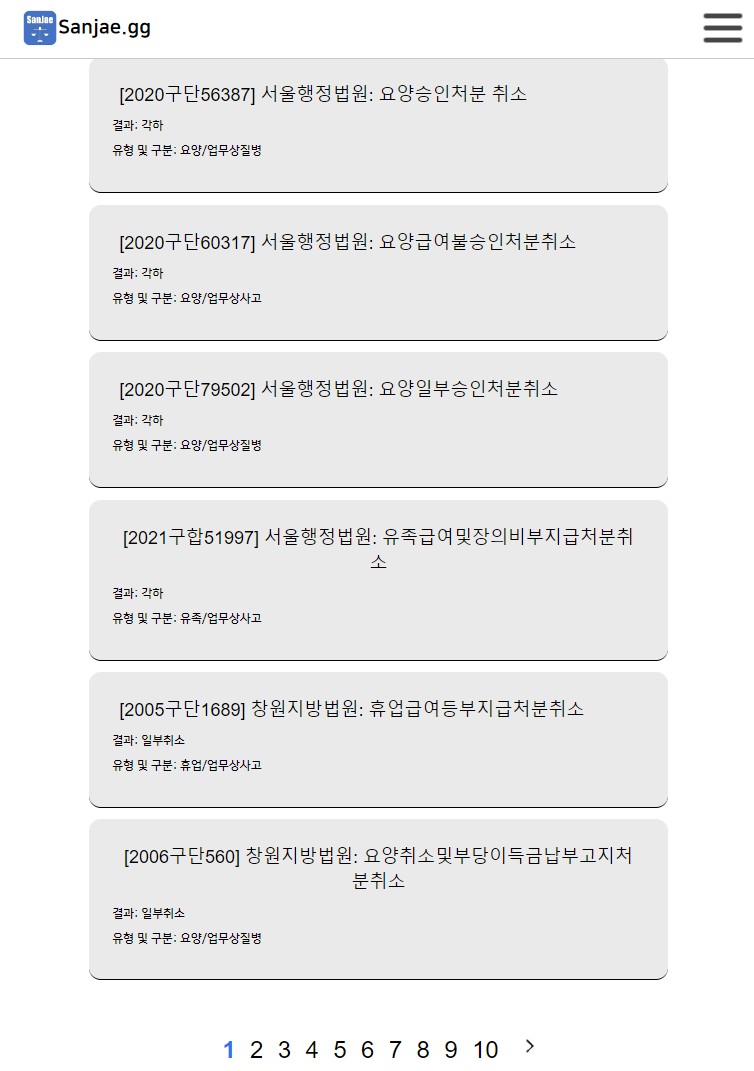 Sanjae
Sanjae.gg
[2020구단56387] 서울행정법원: 요양승인처분 취소
결과: 각하
유형 및 구분: 요양/업무상질병
[2020구단60317] 서울행정법원: 요양급여불승인처분취소
결과: 각하
유형 및 구분: 요양/업무상사고
[2020구단79502] 서울행정법원: 요양일부승인처분취소
결과: 각하
유형 및 구분: 요양/업무상질병
[2021구합51997] 서울행정법원: 유족급여및장의비부지급처분취
소
결과: 각하
유형 및 구분: 유족/업무상사고
[2005구단1689] 창원지방법원: 휴업급여등부지급처분취소
결과: 일부취소
유형 및 구분: 휴업/업무상사고
[2006구단560] 창원지방법원: 요양취소및부당이득금납부고지처
분취소
결과: 일부취소
유형 및 구분: 요양/업무상질병
1 2 3 4 5 6 7 8 9 10 >